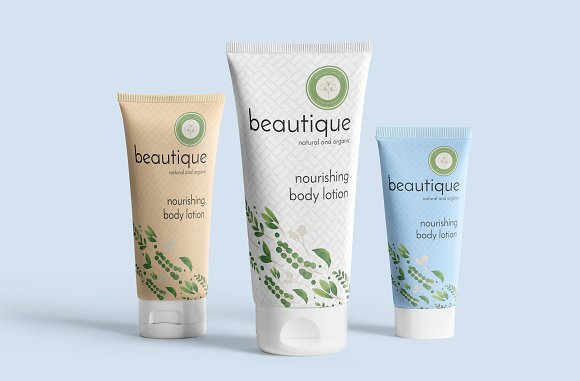 beautique
natural and organic
nourishing
body lotion
beautique
natural and organic
nourishing
body lotion
beautique
natural and organic
nourishing
body lotion